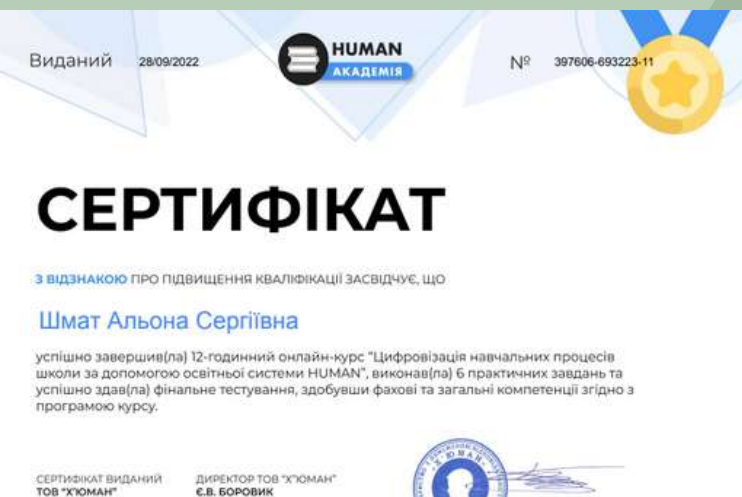 Виданий 28/09/2022
HUMAN
АКАДЕМІЯ
№ 397606-693223-11
СЕРТИФІКАТ
З ВІДЗНАКОЮ ПРО ПІДВИЩЕННЯ КВАЛІФІКАЦІЇ ЗАСВІДЧУЄ, ЩО
Шмат Альона Сергіївна
успішно завершив(ла) 12-годинний онлайн-курс "Цифровізація навчальних процесів
школи за допомогою освітньої системи HUMAN", виконав(ла) 6 практичних завдань та
успішно здав(ла) фінальне тестування, здобувши фахові та загальні компетенції згідно з
програмою курсу.
СЕРТИФІКАТ ВИДАНИЙ
ТОВ "Х'ЮМАН"
ДИРЕКТОР ТОВ "Х'ЮМАН"
Є.В. БОРОВИК